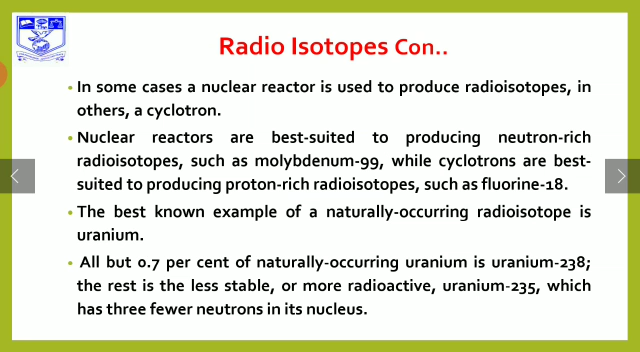 Radio Isotopes Con..
• In some cases a nuclear reactor is used to produce radioisotopes, in
others, a cyclotron.
• Nuclear reactors are best-suited to producing neutron-rich
radioisotopes, such as molybdenum-99, while cyclotrons are best-
suited to producing proton-rich radioisotopes, such as fluorine-18.
• The best known example of a naturally-occurring radioisotope is
uranium.
• All but 0.7 per cent of naturally-occurring uranium is uranium-238;
the rest is the less stable, or more radioactive, uranium-235, which
has three fewer neutrons in its nucleus.